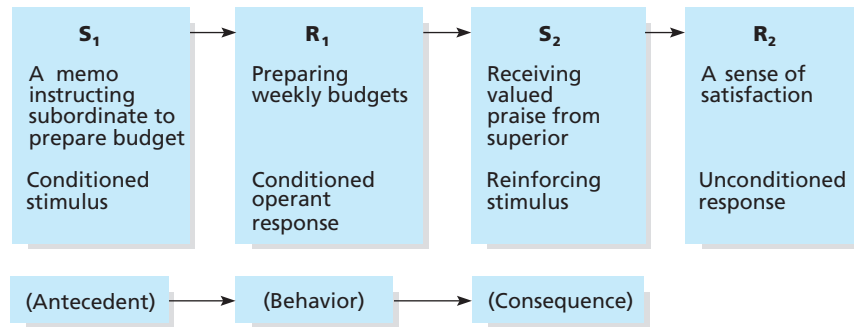 S₁
A memo
instructing
subordinate to
prepare budget
Conditioned
stimulus
R₁
Preparing
weekly budgets
Conditioned
operant
response
S₂
Receiving
valued
praise from
superior
Reinforcing
stimulus
R₂
A sense of
satisfaction
Unconditioned
response
(Antecedent)
(Behavior)
(Consequence)